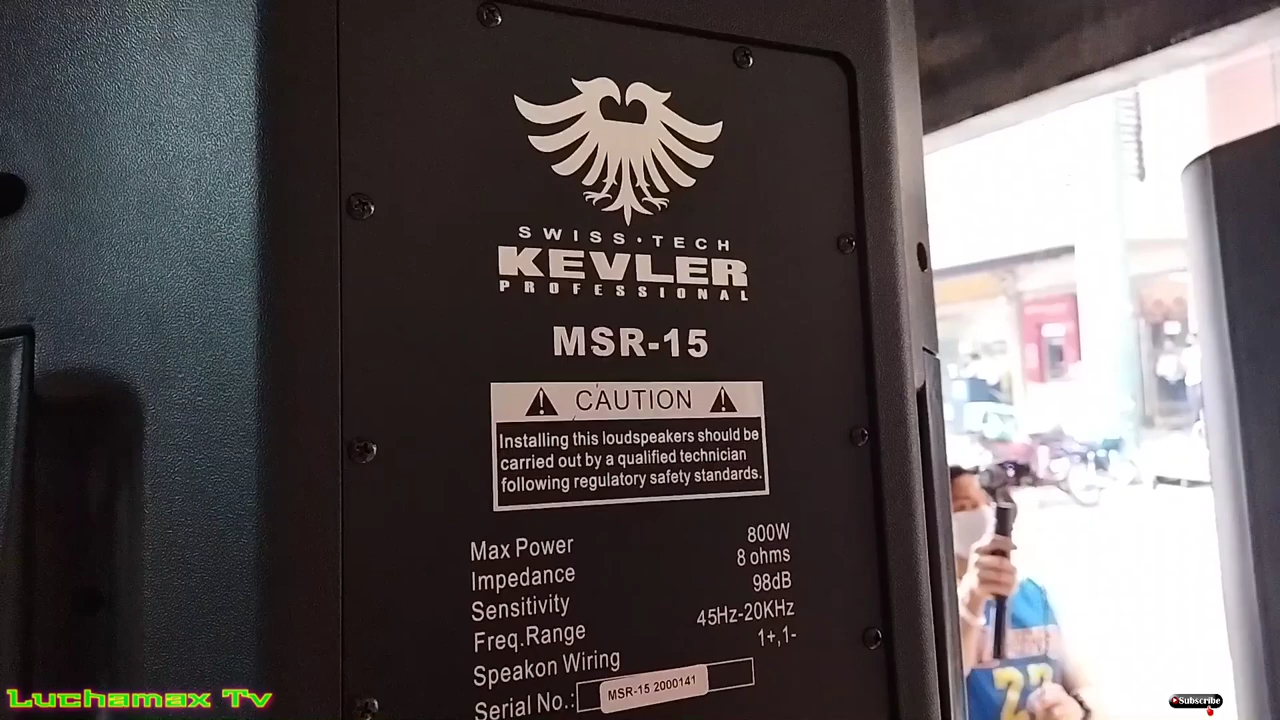 SWISS•TECH
KEVLER
PROFESSIONAL
MSR-15
CAUTION
Installing this loudspeakers should be
carried out by a qualified technician
following regulatory safety standards.
Max Power 800W
Impedance 8 ohms
Sensitivity 98dB
Freq.Range 45Hz-20KHz
Speakon Wiring 1+,1-
Serial No.: MSR-15 2000141
22
Luchamax Tv
Subscribe